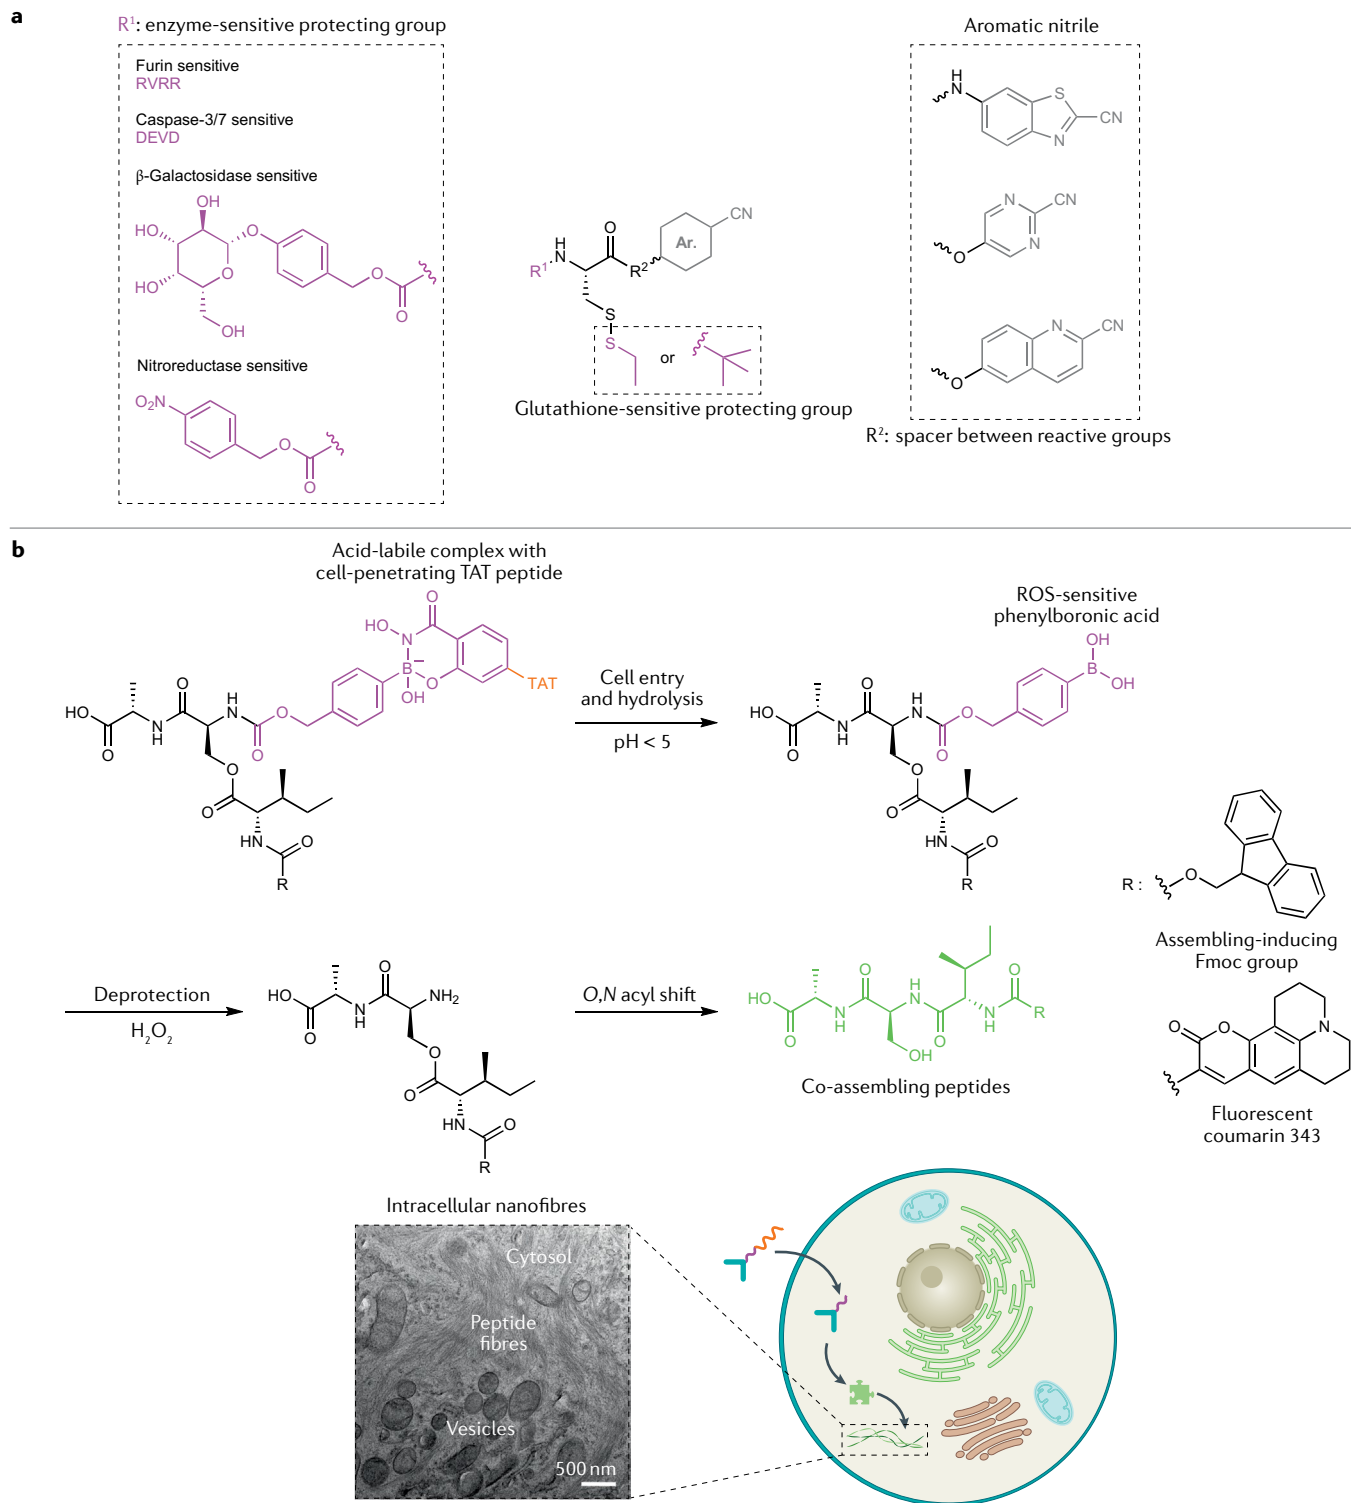 a
R¹: enzyme-sensitive protecting group
Furin sensitive
RVRR
Caspase-3/7 sensitive
DEVD
β-Galactosidase sensitive
OH
HO
O
HO
O
O
O
OH
Nitroreductase sensitive
O₂N
O
O
H
N
R¹
O
R²
Ar.
CN
S
S
or
Glutathione-sensitive protecting group
Aromatic nitrile
H
N
S
N
CN
N
CN
N
O
N
CN
O
R²: spacer between reactive groups
b
Acid-labile complex with
cell-penetrating TAT peptide
O
HO
N
B
−
OH
O
TAT
HO
O
O
N
H
H
N
O
O
O
O
HN
O
R
Cell entry
and hydrolysis
pH < 5
ROS-sensitive
phenylboronic acid
OH
B
OH
HO
O
O
N
H
H
N
O
O
O
O
HN
O
R
R :
O
Assembling-inducing
Fmoc group
O
O
N
Fluorescent
coumarin 343
Deprotection
H₂O₂
HO
O
O
N
H
NH₂
O
O
HN
O
R
O,N acyl shift
HO
O
O
N
H
H
N
OH
O
N
H
O
R
Co-assembling peptides
Intracellular nanofibres
Cytosol
Peptide
fibres
Vesicles
500 nm